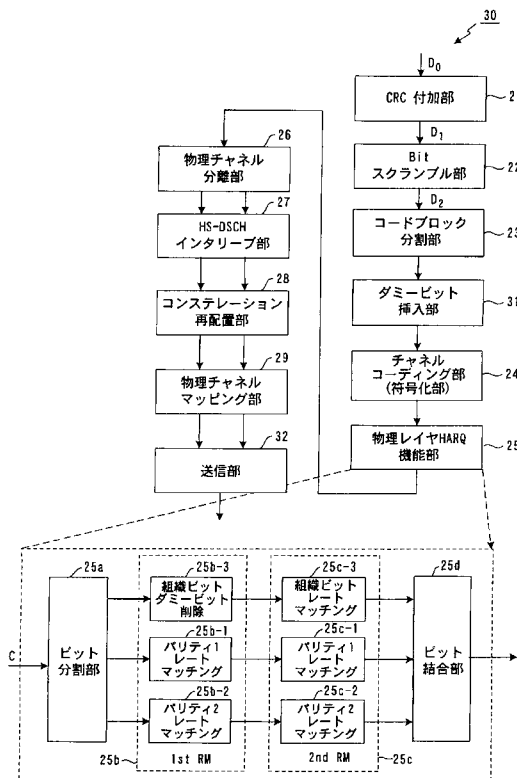 30
D0
CRC 付加部
2
D1
Bit
スクランブル部
22
D2
コードブロック
分割部
23
ダミービット
挿入部
31
チャネル
コーディング部
(符号化部)
24
物理レイヤHARQ
機能部
25
26
物理チャネル
分離部
27
HS-DSCH
インタリーブ部
28
コンステレーション
再配置部
29
物理チャネル
マッピング部
32
送信部
25a
C
ビット
分割部
25b-3
組織ビット
ダミービット
削除
25b-1
パリティ1
レート
マッチング
25b-2
パリティ2
レート
マッチング
25b
1st RM
25c-3
組織ビット
レート
マッチング
25c-1
パリティ1
レート
マッチング
25c-2
パリティ2
レート
マッチング
2nd RM
25c
25d
ビット
結合部